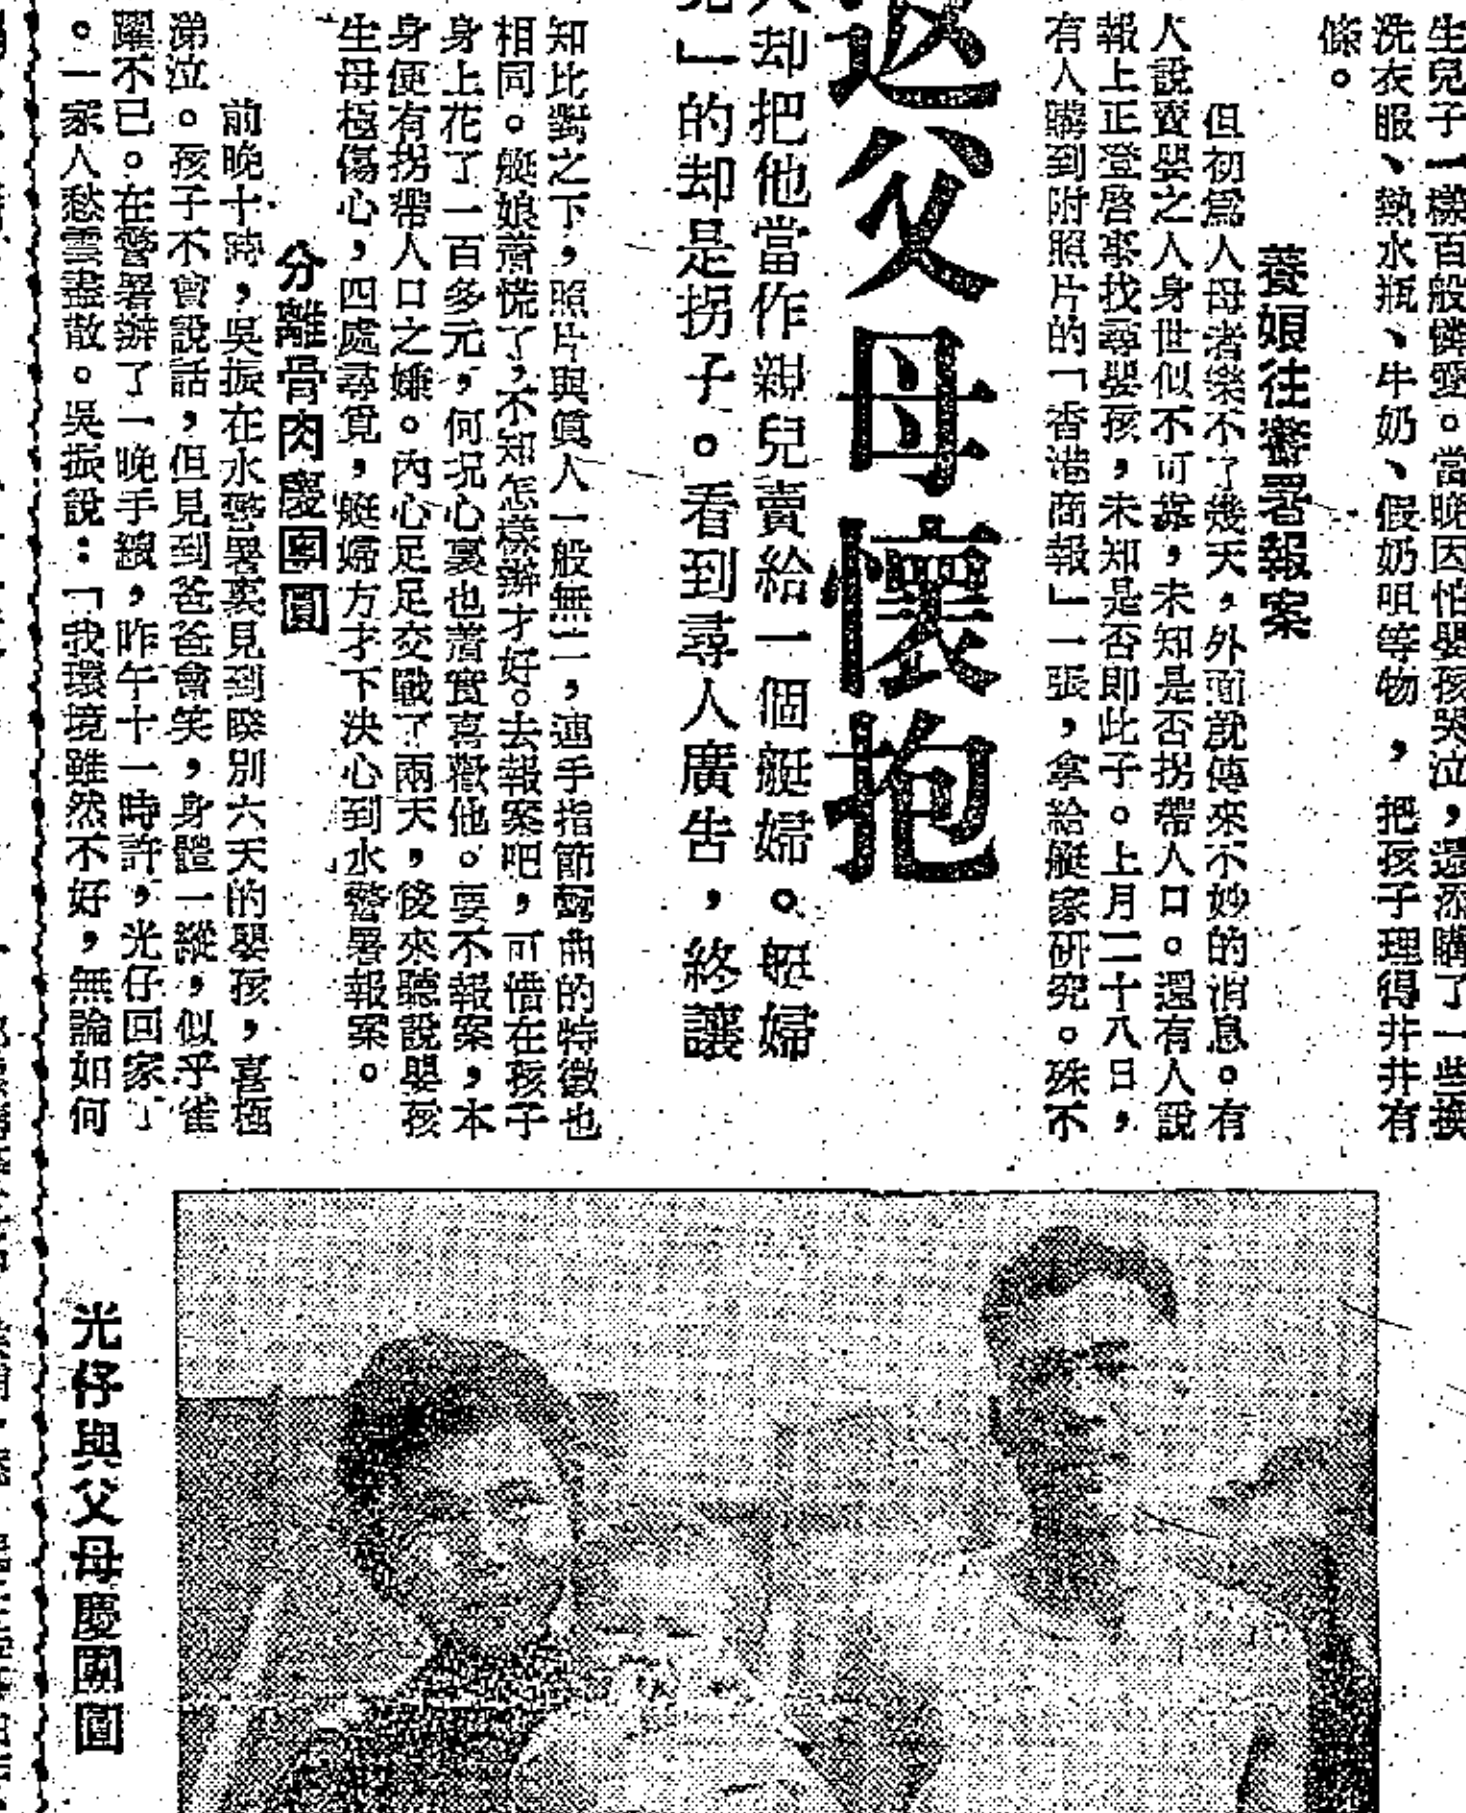 生兒子一樣百般憐愛。當晚因怕嬰孩哭泣，還添購了一些換
洗衣服、熱水瓶、牛奶、假奶咀等物，把孩子理得井井有
條。
養娘往警署報案
但初爲人母者樂不了幾天，外面就傳來不妙的消息。有
人說賣嬰之人身世似不可靠，未知是否拐帶人口。還有人說
報上正登啓事找尋嬰孩，未知是否即此子。上月二十八日，
有人購到附照片的「香港商報」一張，拿給艇家研究。殊不
返父母懷抱
人却把他當作親兒賣給一個艇婦。艇婦
」的却是拐子。看到尋人廣告，終讓
知比對之下，照片與真人一般無二，連手指節彎曲的特徵也
相同。艇娘着慌了，不知怎樣辦才好。去報案吧，可惜在孩子
身上花了一百多元，何況心裏也着實喜歡他。要不報案，本
身便有拐帶人口之嫌。內心足足交戰了兩天，後來聽說嬰孩
生母極傷心，四處尋覓，艇婦方才下決心到水警署報案。
分離骨肉慶團圓
前晚十時，吳振在水警署裏見到暌別六天的嬰孩，喜極
涕泣。孩子不會說話，但見到爸爸會笑，身體一縱，似乎雀
躍不已。在警署辦了一晚手續，昨午十一時許，光仔回家了
。一家人愁雲盡散。吳振說：「我環境雖然不好，無論如何
光仔與父母慶團圓